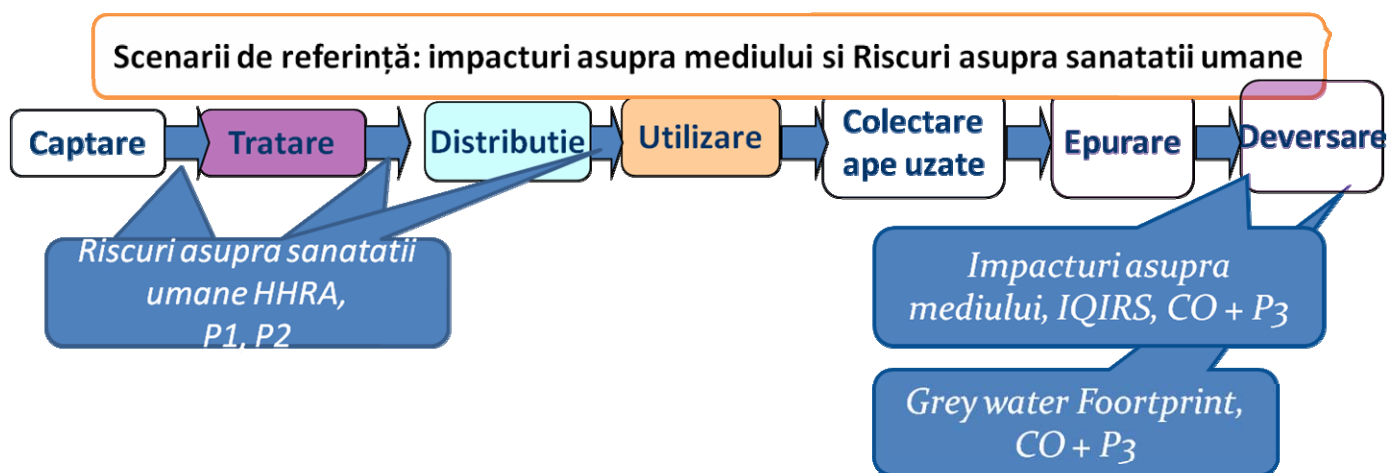 Scenarii de referință: impacturi asupra mediului si Riscuri asupra sanatatii umane
Captare
Tratare
Distributie
Utilizare
Colectare
ape uzate
Epurare
Deversare
Riscuri asupra sanatatii
umane HHRA,
P1, P2
Impacturi asupra
mediului, IQIRS, CO + P3
Grey water Foortprint,
CO + P3